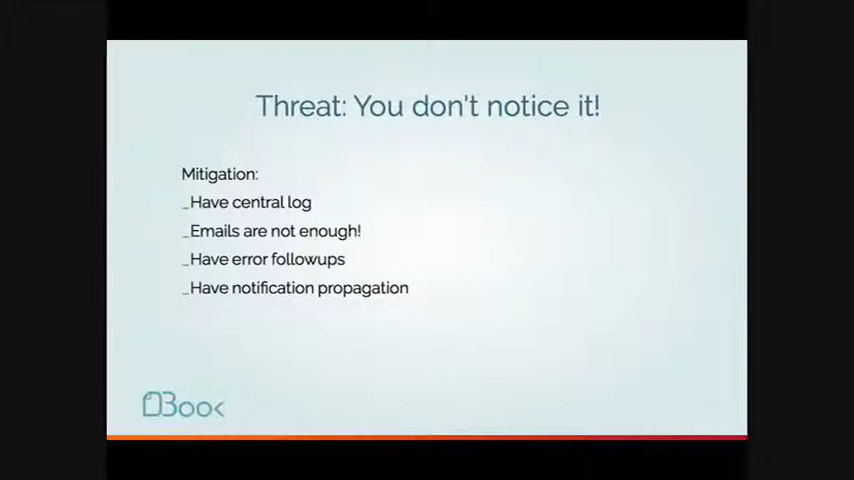 Threat: You don't notice it!
Mitigation:
_Have central log
_Emails are not enough!
_Have error followups
_Have notification propagation
DBook